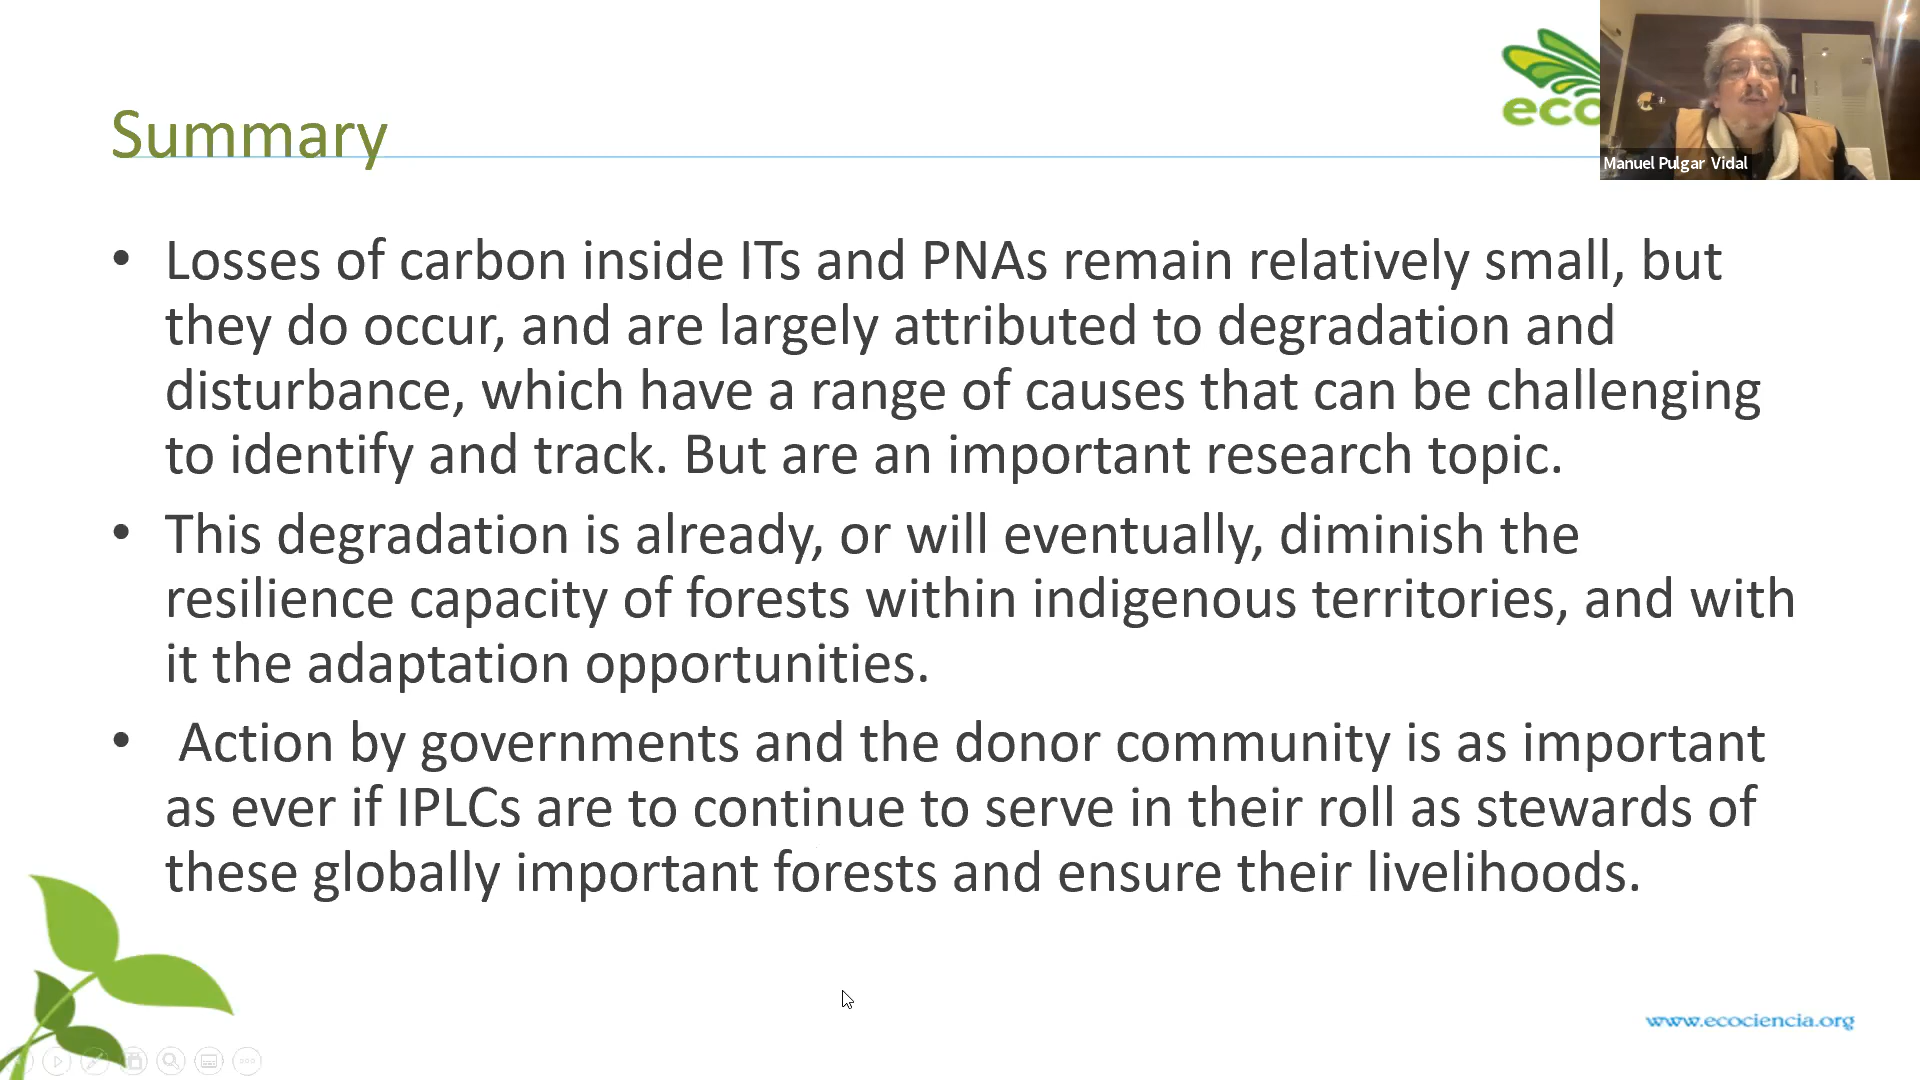 Summary
eco
Manuel Pulgar Vidal
• Losses of carbon inside ITs and PNAs remain relatively small, but
they do occur, and are largely attributed to degradation and
disturbance, which have a range of causes that can be challenging
to identify and track. But are an important research topic.
• This degradation is already, or will eventually, diminish the
resilience capacity of forests within indigenous territories, and with
it the adaptation opportunities.
• Action by governments and the donor community is as important
as ever if IPLCs are to continue to serve in their roll as stewards of
these globally important forests and ensure their livelihoods.
www.ecociencia.org